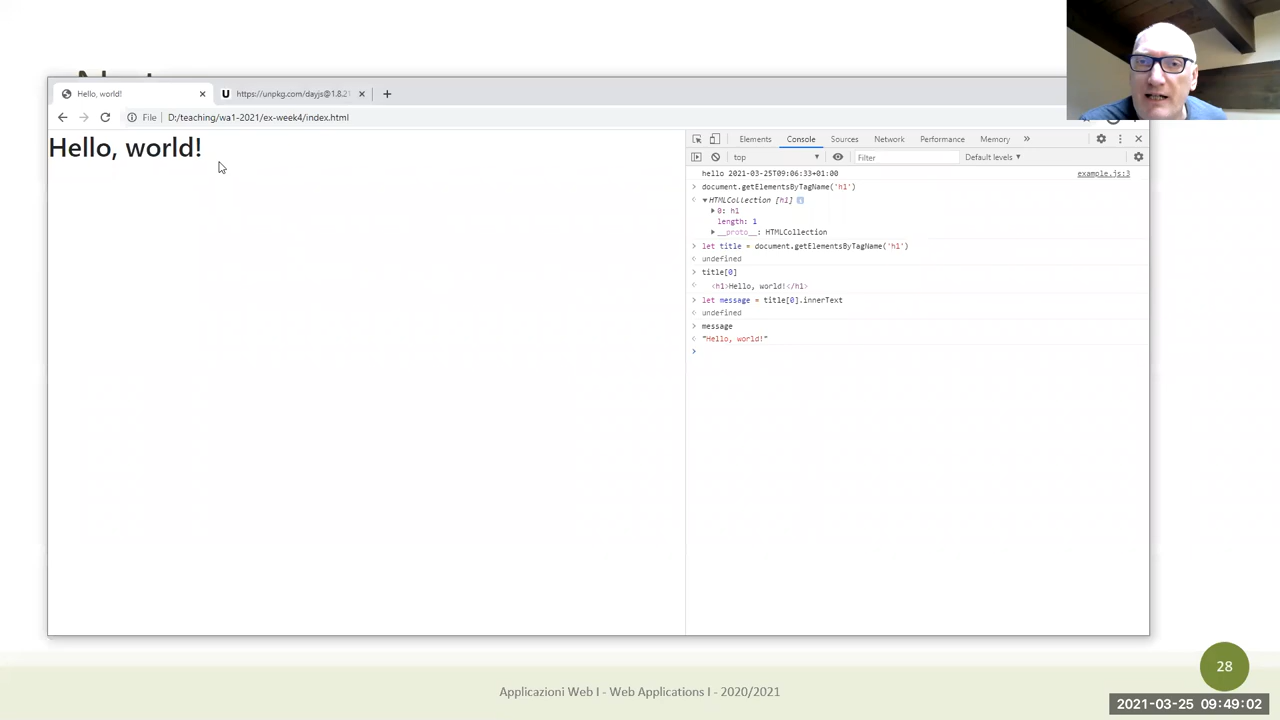 Hello, world!
https://unpkg.com/dayjs@1.8.21
File
D:/teaching/wa1-2021/ex-week4/index.html
Hello, world!
Elements Console Sources Network Performance Memory »
top Filter Default levels ▾
hello 2021-03-25T09:06:33+01:00 example.js:3
document.getElementsByTagName('h1')
HTMLCollection [h1]
0: h1
length: 1
__proto__: HTMLCollection
let title = document.getElementsByTagName('h1')
undefined
title[0]
<h1>Hello, world!</h1>
let message = title[0].innerText
undefined
message
"Hello, world!"
Applicazioni Web I - Web Applications I - 2020/2021
28
2021-03-25 09:49:02